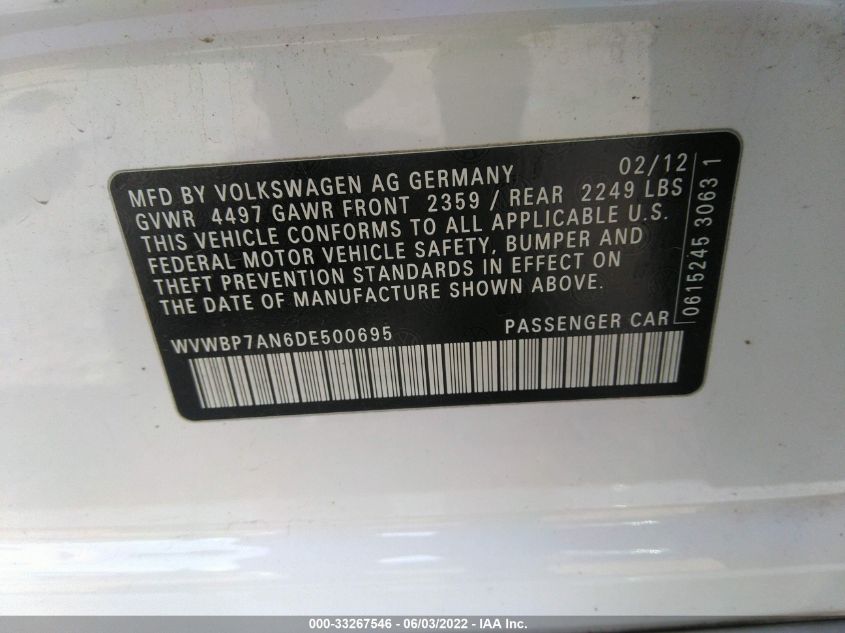 MFD BY VOLKSWAGEN AG GERMANY 02/12
GVWR 4497 GAWR FRONT 2359 / REAR 2249 LBS
THIS VEHICLE CONFORMS TO ALL APPLICABLE U.S.
FEDERAL MOTOR VEHICLE SAFETY, BUMPER AND
THEFT PREVENTION STANDARDS IN EFFECT ON
THE DATE OF MANUFACTURE SHOWN ABOVE.
WVWBP7AN6DE500695 PASSENGER CAR
0615245 3063 1
000-33267546 - 06/03/2022 - IAA Inc.